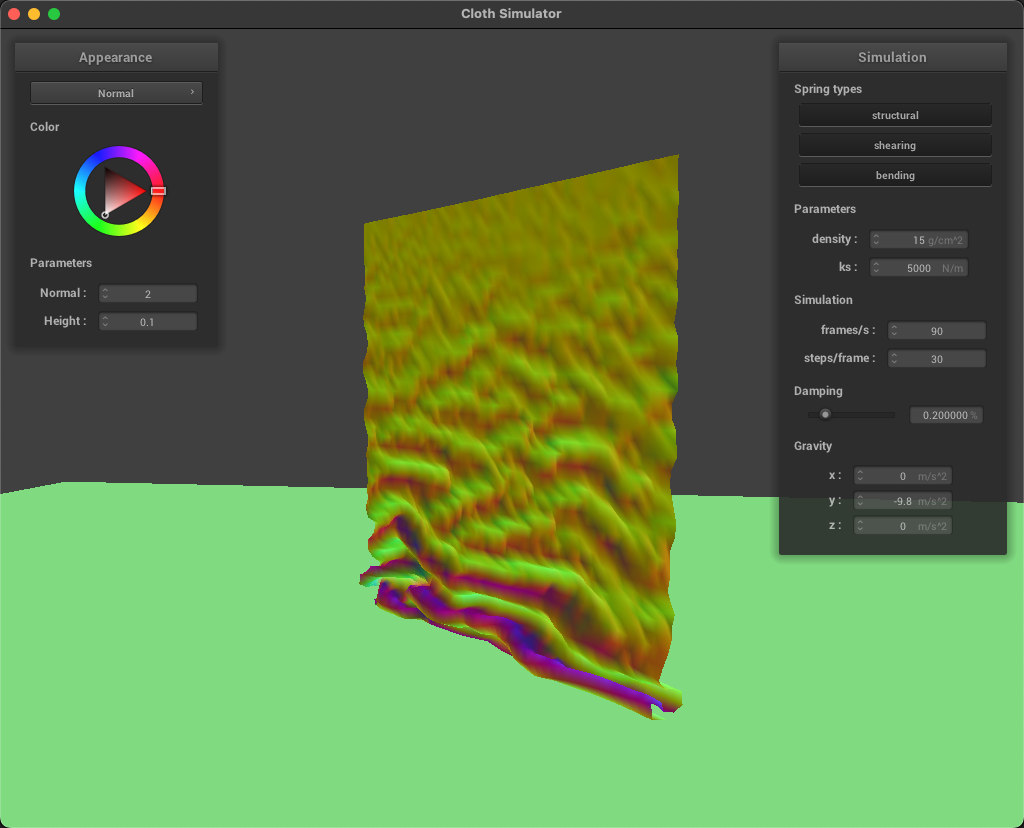 Cloth Simulator
Appearance
Normal
Color
Parameters
Normal : 2
Height : 0.1
Simulation
Spring types
structural
shearing
bending
Parameters
density : 15 g/cm^2
ks : 5000 N/m
Simulation
frames/s : 90
steps/frame : 30
Damping
0.200000 %
Gravity
x : 0 m/s^2
y : -9.8 m/s^2
z : 0 m/s^2